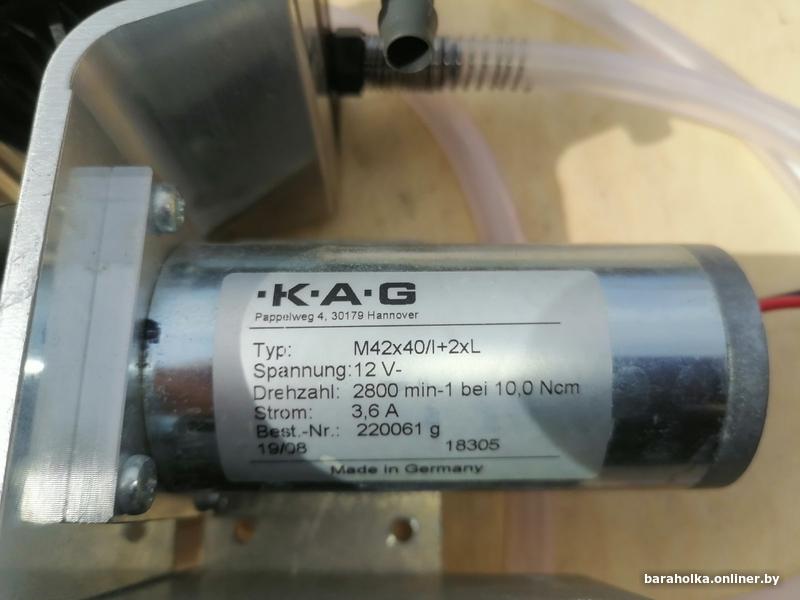 ·K·A·G
Pappelweg 4, 30179 Hannover
Typ: M42x40/I+2xL
Spannung: 12 V-
Drehzahl: 2800 min-1 bei 10,0 Ncm
Strom: 3,6 A
Best.-Nr.: 220061 g
19/08 18305
Made in Germany
baraholka.onliner.by